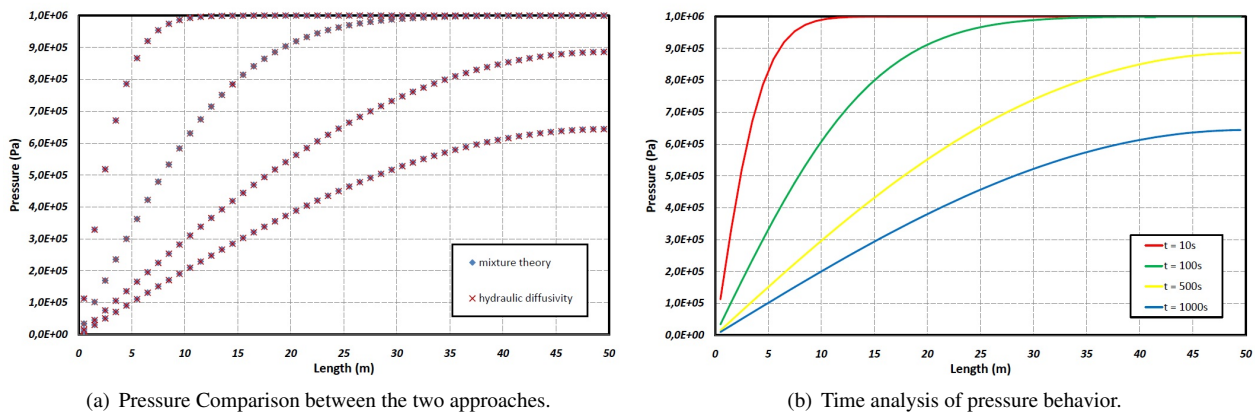 1,0E+06
9,0E+05
8,0E+05
7,0E+05
6,0E+05
5,0E+05
4,0E+05
3,0E+05
2,0E+05
1,0E+05
0,0E+00
Pressure (Pa)
0 5 10 15 20 25 30 35 40 45 50
Length (m)
mixture theory
hydraulic diffusivity
(a) Pressure Comparison between the two approaches.
1,0E+06
9,0E+05
8,0E+05
7,0E+05
6,0E+05
5,0E+05
4,0E+05
3,0E+05
2,0E+05
1,0E+05
0,0E+00
Pressure (Pa)
0 5 10 15 20 25 30 35 40 45 50
Length (m)
t = 10s
t = 100s
t = 500s
t = 1000s
(b) Time analysis of pressure behavior.